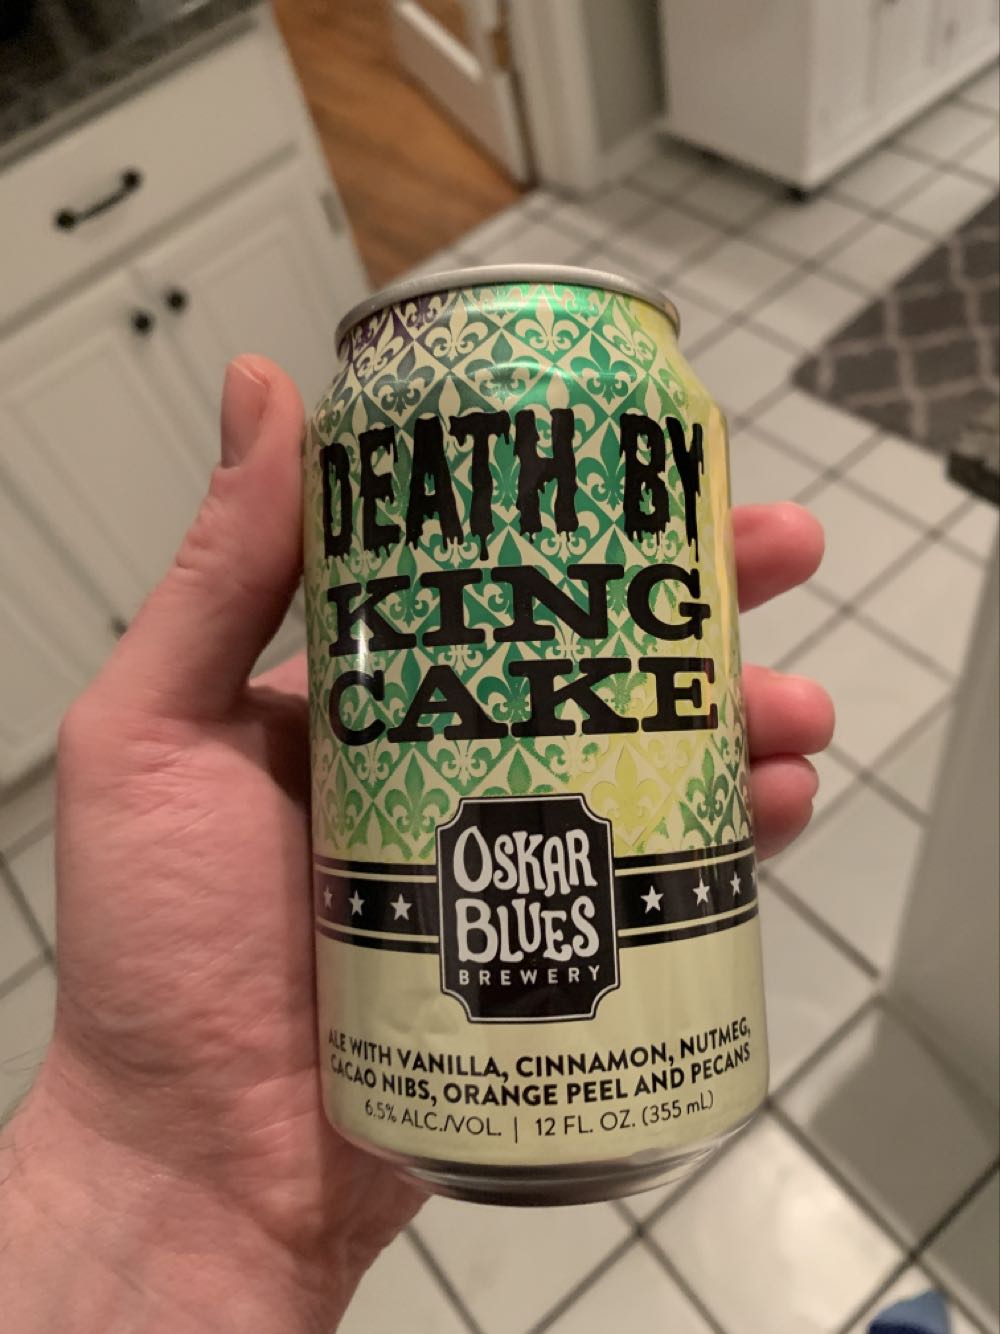 DEATH BY
KING
CAKE
OSKAR
BLUES
BREWERY
ALE WITH VANILLA, CINNAMON, NUTMEG,
CACAO NIBS, ORANGE PEEL AND PECANS
6.5% ALC./VOL. | 12 FL. OZ. (355 mL)